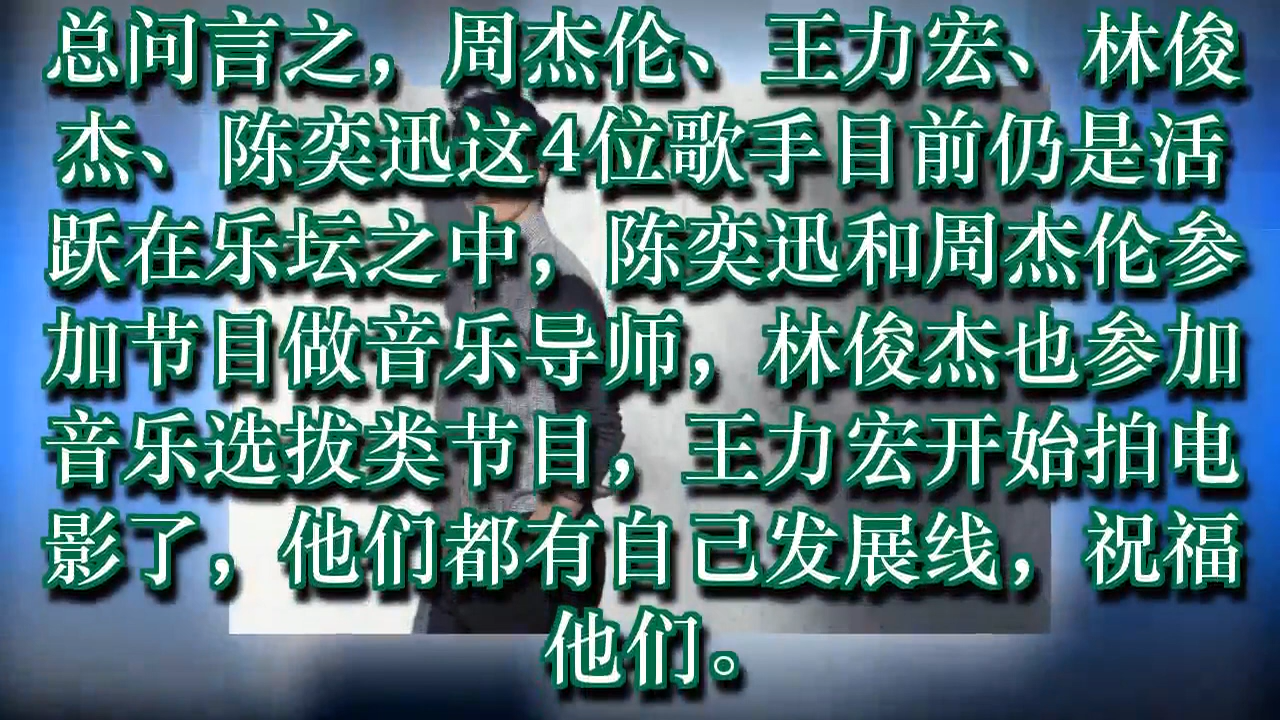 总问言之，周杰伦、王力宏、林俊
杰、陈奕迅这4位歌手目前仍是活
跃在乐坛之中，陈奕迅和周杰伦参
加节目做音乐导师，林俊杰也参加
音乐选拔类节目，王力宏开始拍电
影了，他们都有自己发展线，祝福
他们。